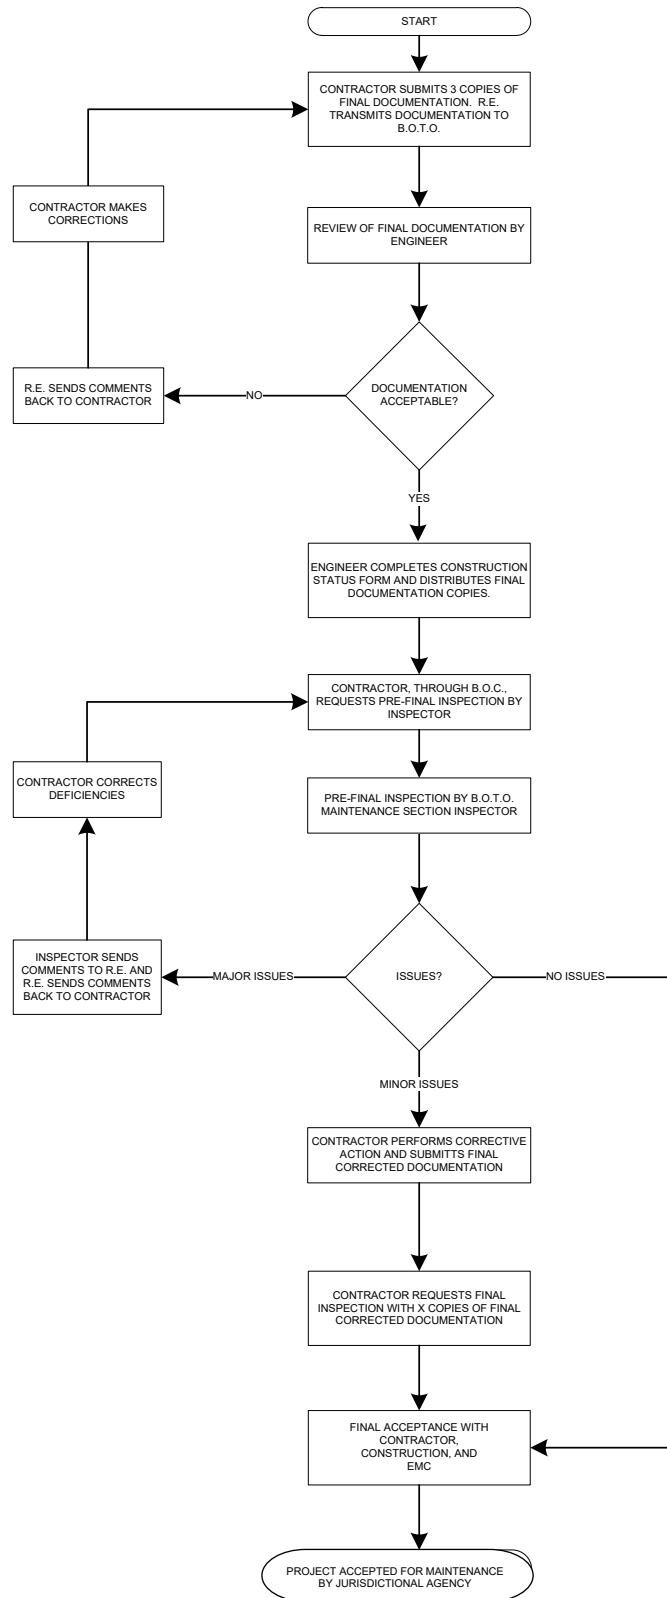 START
CONTRACTOR SUBMITS 3 COPIES OF
FINAL DOCUMENTATION. R.E.
TRANSMITS DOCUMENTATION TO
B.O.T.O.
CONTRACTOR MAKES
CORRECTIONS
REVIEW OF FINAL DOCUMENTATION BY
ENGINEER
R.E. SENDS COMMENTS
BACK TO CONTRACTOR
NO
DOCUMENTATION
ACCEPTABLE?
YES
ENGINEER COMPLETES CONSTRUCTION
STATUS FORM AND DISTRIBUTES FINAL
DOCUMENTATION COPIES.
CONTRACTOR, THROUGH B.O.C.,
REQUESTS PRE-FINAL INSPECTION BY
INSPECTOR
CONTRACTOR CORRECTS
DEFICIENCIES
PRE-FINAL INSPECTION BY B.O.T.O.
MAINTENANCE SECTION INSPECTOR
INSPECTOR SENDS
COMMENTS TO R.E. AND
R.E. SENDS COMMENTS
BACK TO CONTRACTOR
MAJOR ISSUES
ISSUES?
NO ISSUES
MINOR ISSUES
CONTRACTOR PERFORMS CORRECTIVE
ACTION AND SUBMITTS FINAL
CORRECTED DOCUMENTATION
CONTRACTOR REQUESTS FINAL
INSPECTION WITH X COPIES OF FINAL
CORRECTED DOCUMENTATION
FINAL ACCEPTANCE WITH
CONTRACTOR,
CONSTRUCTION, AND
EMC
PROJECT ACCEPTED FOR MAINTENANCE
BY JURISDICTIONAL AGENCY